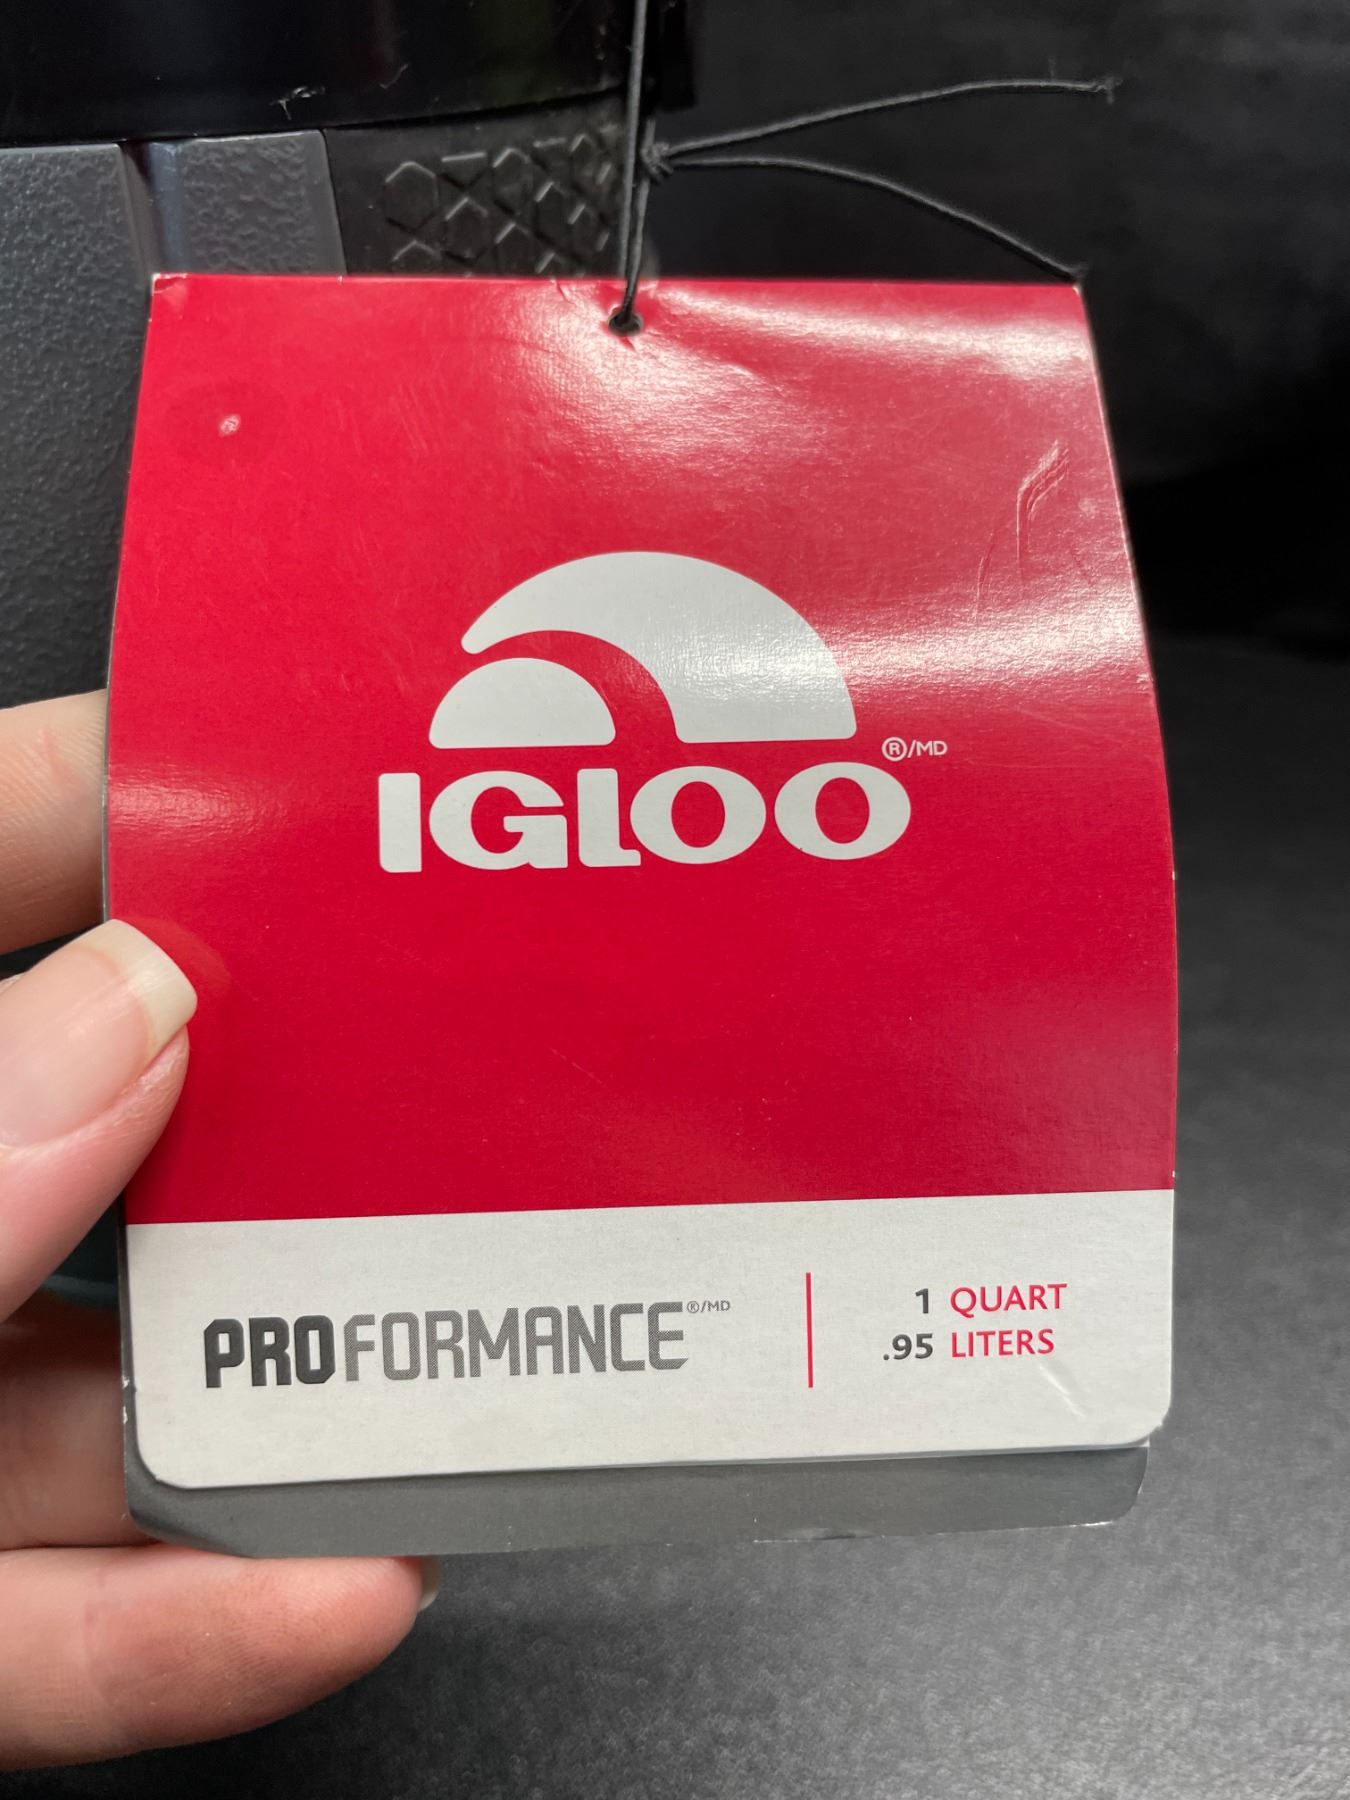 IGLOO®/MD
PROFORMANCE®/MD
1 QUART
.95 LITERS